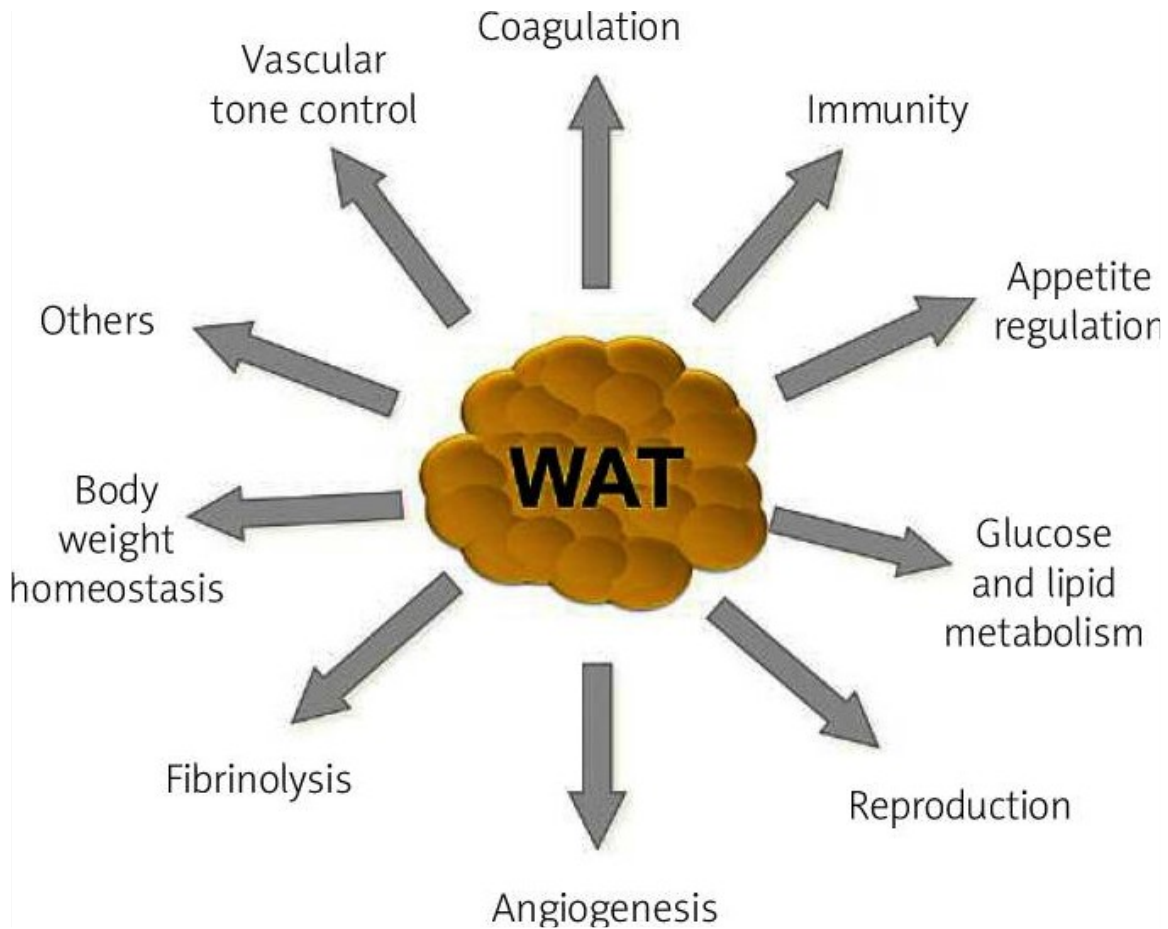 Coagulation
Vascular
tone control
Immunity
Appetite
regulation
Others
WAT
Body
weight
homeostasis
Glucose
and lipid
metabolism
Fibrinolysis
Reproduction
Angiogenesis